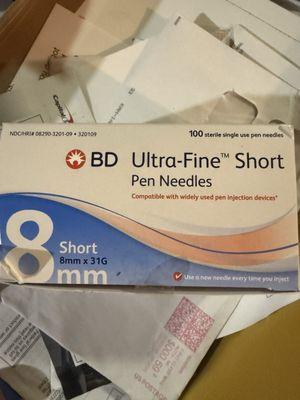 NDC/HRI# 08290-3201-09 • 320109
100 sterile single use pen needles
BD Ultra-Fine™ Short
Pen Needles
Compatible with widely used pen injection devices*
8 Short
8mm x 31G
mm
Use a new needle every time you inject
Capital